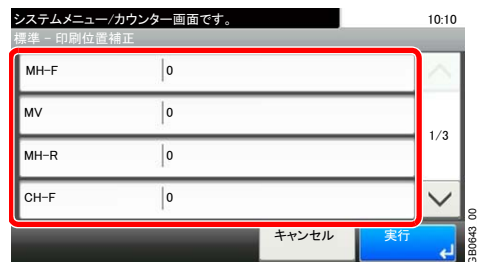 システムメニュー/カウンター画面です。 10:10
標準 - 印刷位置補正
MH-F 0
MV 0
1/3
MH-R 0
CH-F 0
キャンセル 実行
GB0643 00